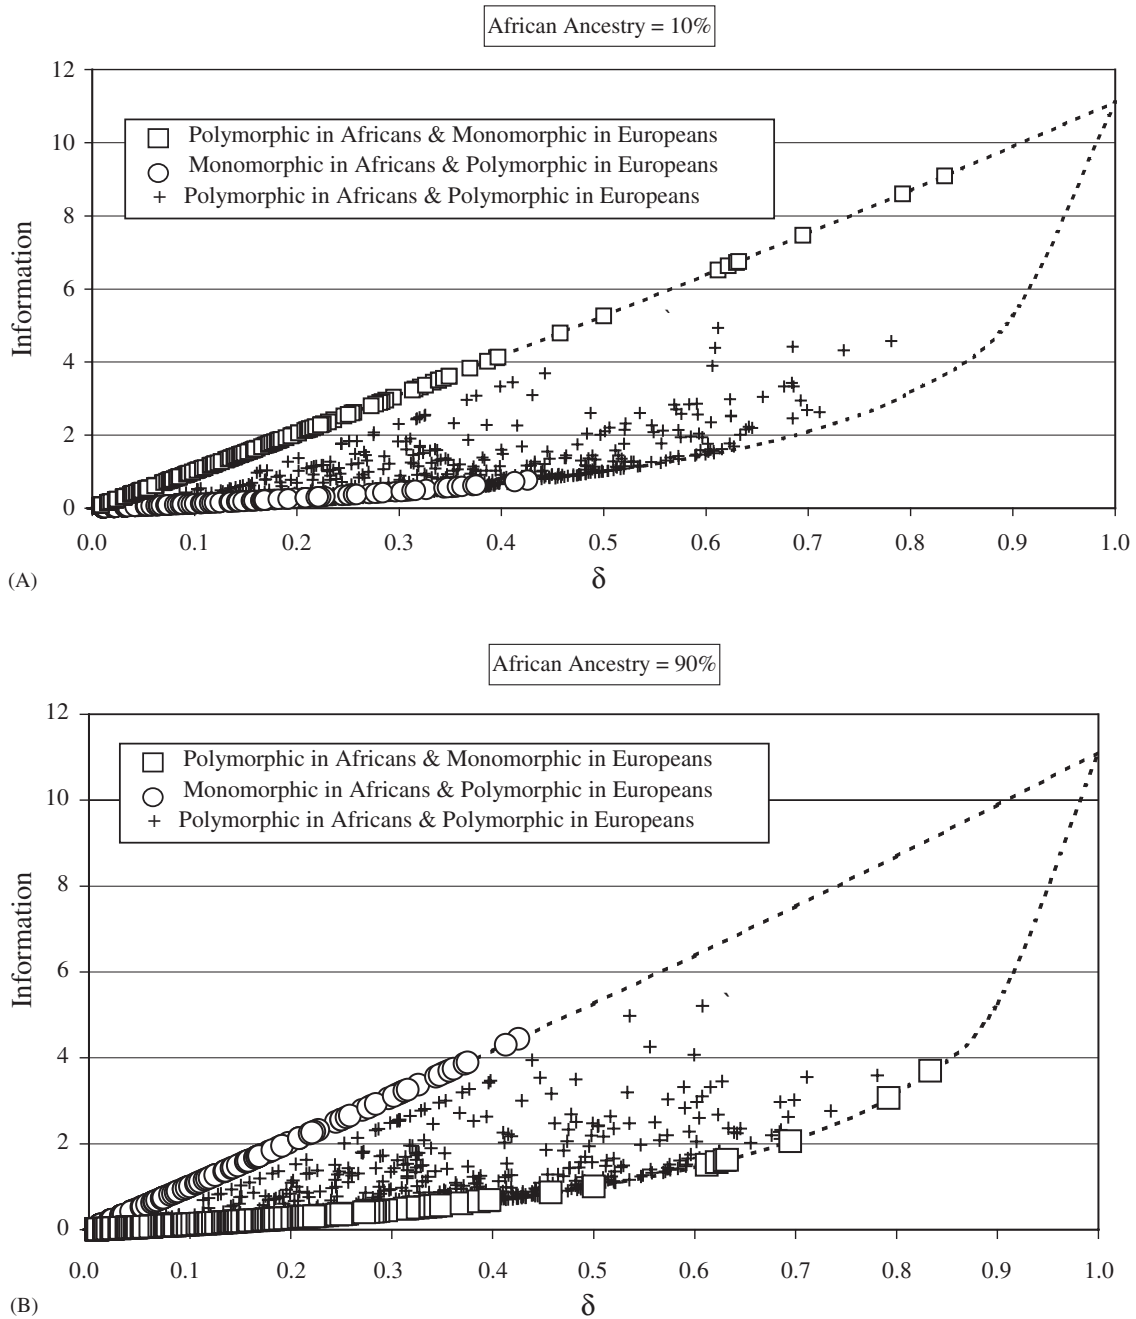 African Ancestry = 10%
12
10
8
6
4
2
0
Information
Polymorphic in Africans & Monomorphic in Europeans
Monomorphic in Africans & Polymorphic in Europeans
Polymorphic in Africans & Polymorphic in Europeans
0.0 0.1 0.2 0.3 0.4 0.5 0.6 0.7 0.8 0.9 1.0
(A)
δ
African Ancestry = 90%
12
10
8
6
4
2
0
Information
Polymorphic in Africans & Monomorphic in Europeans
Monomorphic in Africans & Polymorphic in Europeans
Polymorphic in Africans & Polymorphic in Europeans
0.0 0.1 0.2 0.3 0.4 0.5 0.6 0.7 0.8 0.9 1.0
(B)
δ